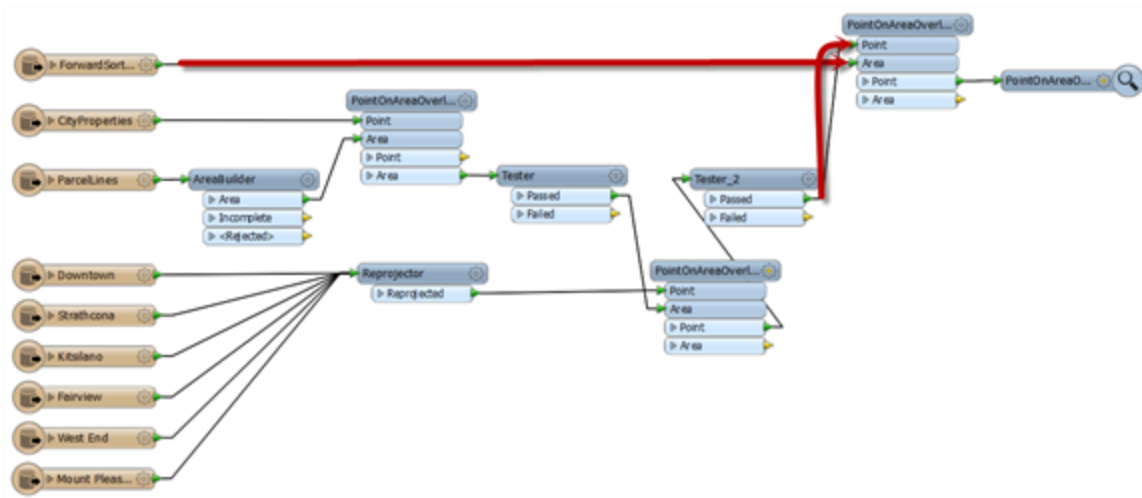 PointOnAreaOverl...
ForwardSort...
Point
Area
Point
Area
PointOnAreaO...
CityProperties
PointOnAreaOverl...
Point
Area
Point
Area
ParcelLines
AreaBuilder
Area
Incomplete
<Rejected>
Tester
Passed
Failed
Tester_2
Passed
Failed
Downtown
Strathcona
Kitsilano
Fairview
West End
Mount Pleas...
Reprojector
Reprojected
PointOnAreaOverl...
Point
Area
Point
Area